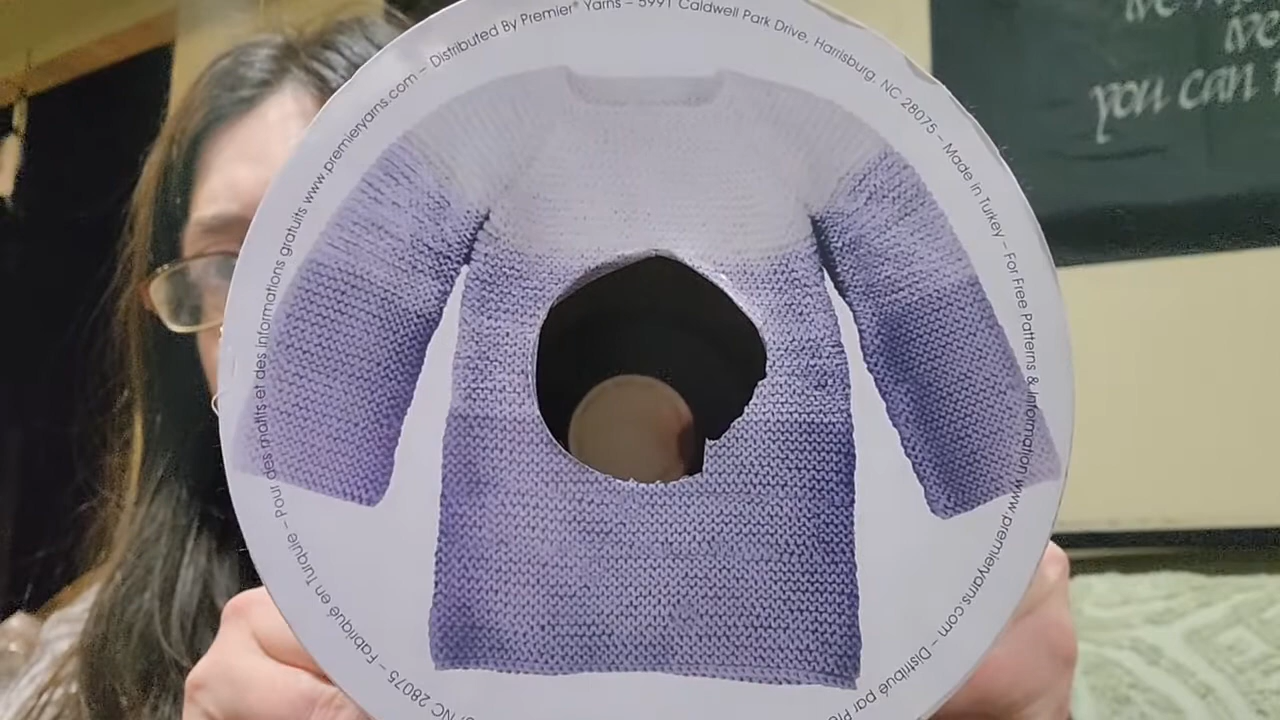 Pour des motifs et des informations gratuits www.premieryarns.com – Distributed By Premier® Yarns – 5991 Caldwell Park Drive, Harrisburg, NC 28075 – Made in Turkey – For Free Patterns & Information www.premieryarns.com – Distribué par
NC 28075 – Fabriqué en Turquie –
you can